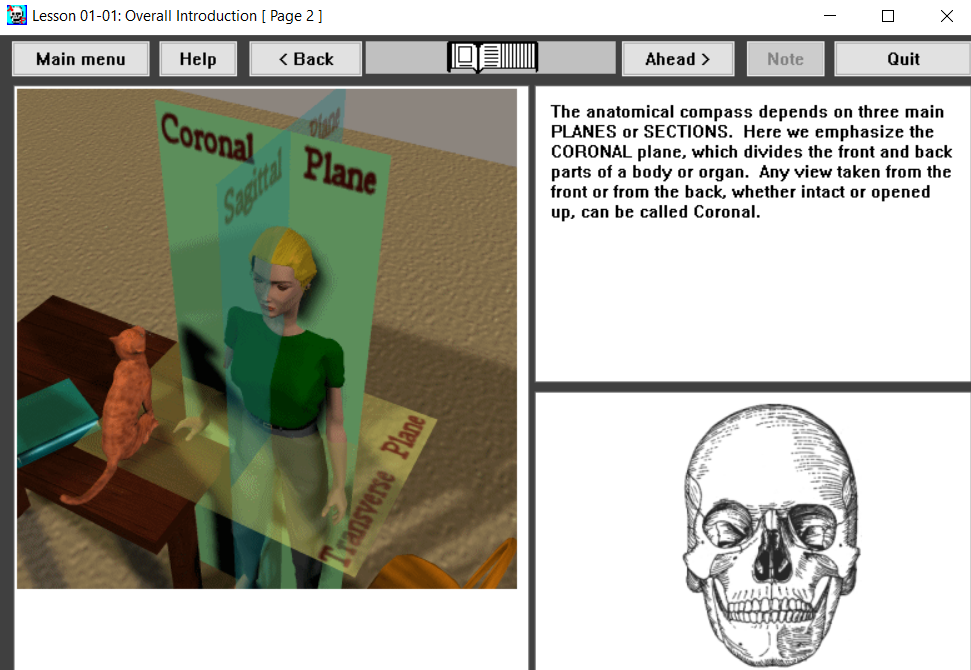 Lesson 01-01: Overall Introduction [ Page 2 ]
Main menu
Help
< Back
Ahead >
Note
Quit
Coronal
Plane
Sagittal
Plane
Transverse Plane
The anatomical compass depends on three main
PLANES or SECTIONS. Here we emphasize the
CORONAL plane, which divides the front and back
parts of a body or organ. Any view taken from the
front or from the back, whether intact or opened
up, can be called Coronal.